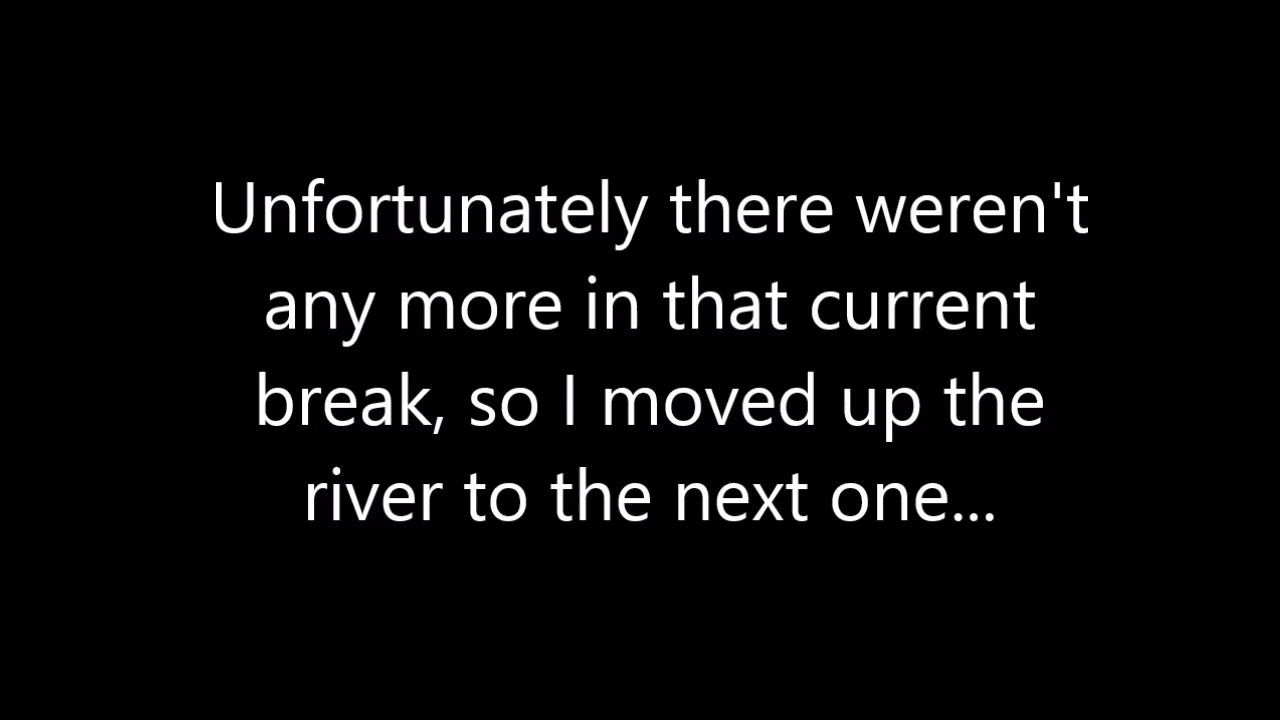 Unfortunately there weren't
any more in that current
break, so I moved up the
river to the next one...